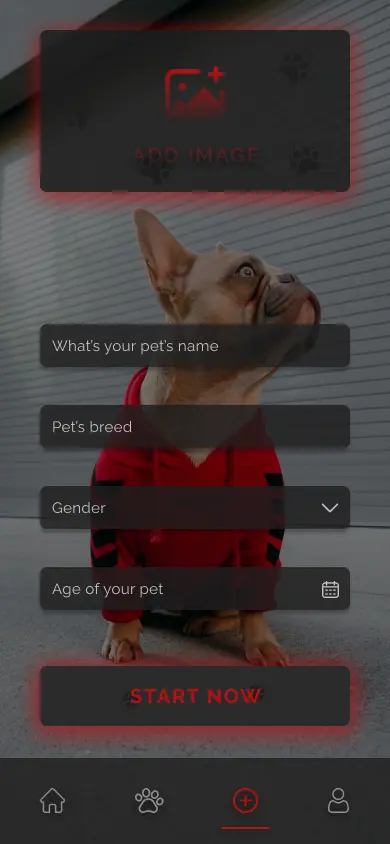 ADD IMAGE
What's your pet's name
Pet's breed
Gender
Age of your pet
START NOW